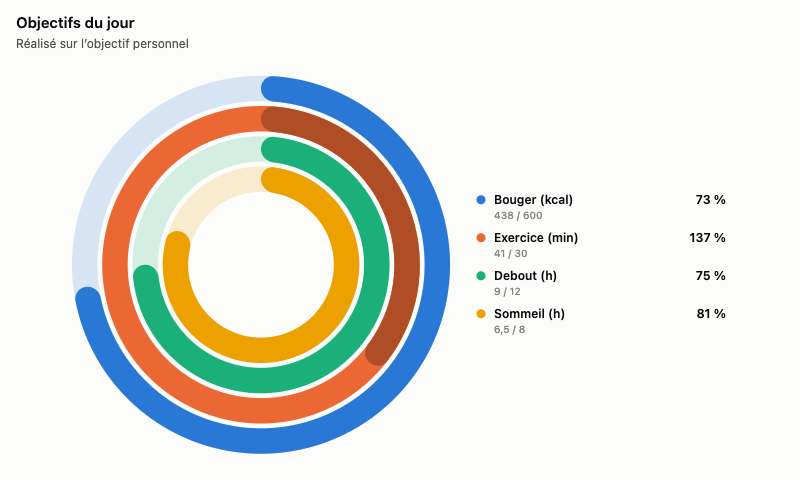 Objectifs du jour
Réalisé sur l’objectif personnel
Bouger (kcal) 73 %
438 / 600
Exercice (min) 137 %
41 / 30
Debout (h) 75 %
9 / 12
Sommeil (h) 81 %
6,5 / 8